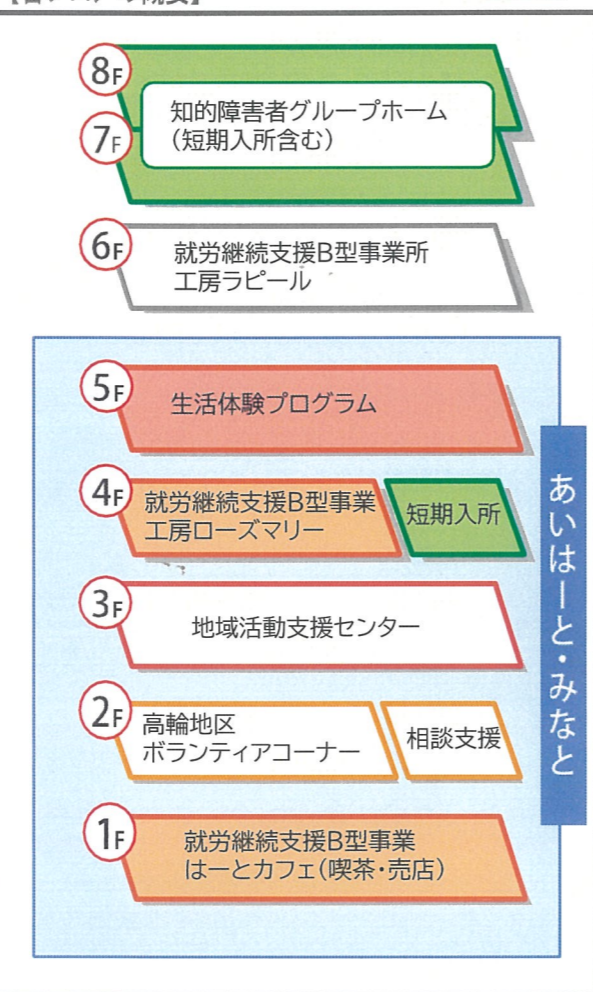 8F
7F
知的障害者グループホーム
(短期入所含む)
6F
就労継続支援B型事業所
工房ラピール
5F
生活体験プログラム
4F
就労継続支援B型事業
工房ローズマリー
短期入所
3F
地域活動支援センター
2F
高輪地区
ボランティアコーナー
相談支援
1F
就労継続支援B型事業
はーとカフェ(喫茶・売店)
あいはーと・みなと